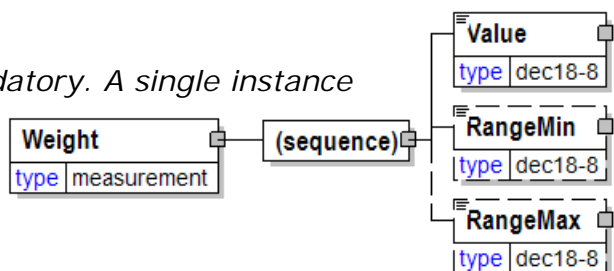 Value
type dec18-8
datory. A single instance
RangeMin
Weight
(sequence)
type dec18-8
type measurement
RangeMax
type dec18-8